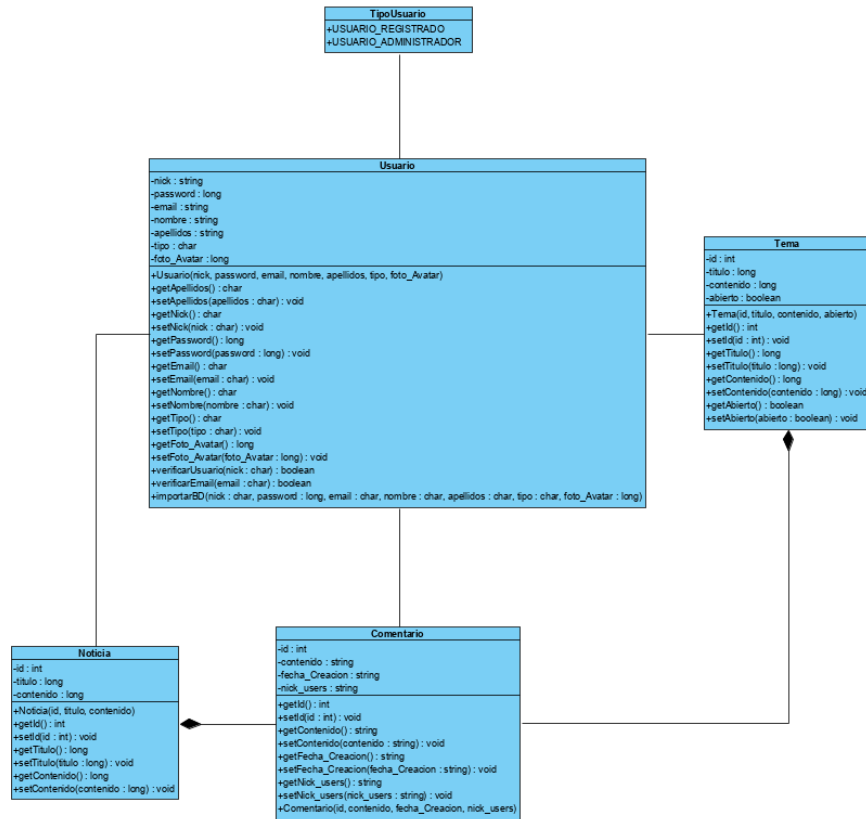 TipoUsuario
+USUARIO_REGISTRADO
+USUARIO_ADMINISTRADOR
Usuario
-nick : string
-password : long
-email : string
-nombre : string
-apellidos : string
-tipo : char
-foto_Avatar : long
+Usuario(nick, password, email, nombre, apellidos, tipo, foto_Avatar)
+getApellidos() : char
+setApellidos(apellidos : char) : void
+getNick() : char
+setNick(nick : char) : void
+getPassword() : long
+setPassword(password : long) : void
+getEmail() : char
+setEmail(email : char) : void
+getNombre() : char
+setNombre(nombre : char) : void
+getTipo() : char
+setTipo(tipo : char) : void
+getFoto_Avatar() : long
+setFoto_Avatar(foto_Avatar : long) : void
+verificarUsuario(nick : char) : boolean
+verificarEmail(email : char) : boolean
+importarBD(nick : char, password : long, email : char, nombre : char, apellidos : char, tipo : char, foto_Avatar : long)
Tema
-id : int
-titulo : long
-contenido : long
-abierto : boolean
+Tema(id, titulo, contenido, abierto)
+getId() : int
+setId(id : int) : void
+getTitulo() : long
+setTitulo(titulo : long) : void
+getContenido() : long
+setContenido(contenido : long) : void
+getAbierto() : boolean
+setAbierto(abierto : boolean) : void
Noticia
-id : int
-titulo : long
-contenido : long
+Noticia(id, titulo, contenido)
+getId() : int
+setId(id : int) : void
+getTitulo() : long
+setTitulo(titulo : long) : void
+getContenido() : long
+setContenido(contenido : long) : void
Comentario
-id : int
-contenido : string
-fecha_Creacion : string
-nick_users : string
+getId() : int
+setId(id : int) : void
+getContenido() : string
+setContenido(contenido : string) : void
+getFecha_Creacion() : string
+setFecha_Creacion(fecha_Creacion : string) : void
+getNick_users() : string
+setNick_users(nick_users : string) : void
+Comentario(id, contenido, fecha_Creacion, nick_users)